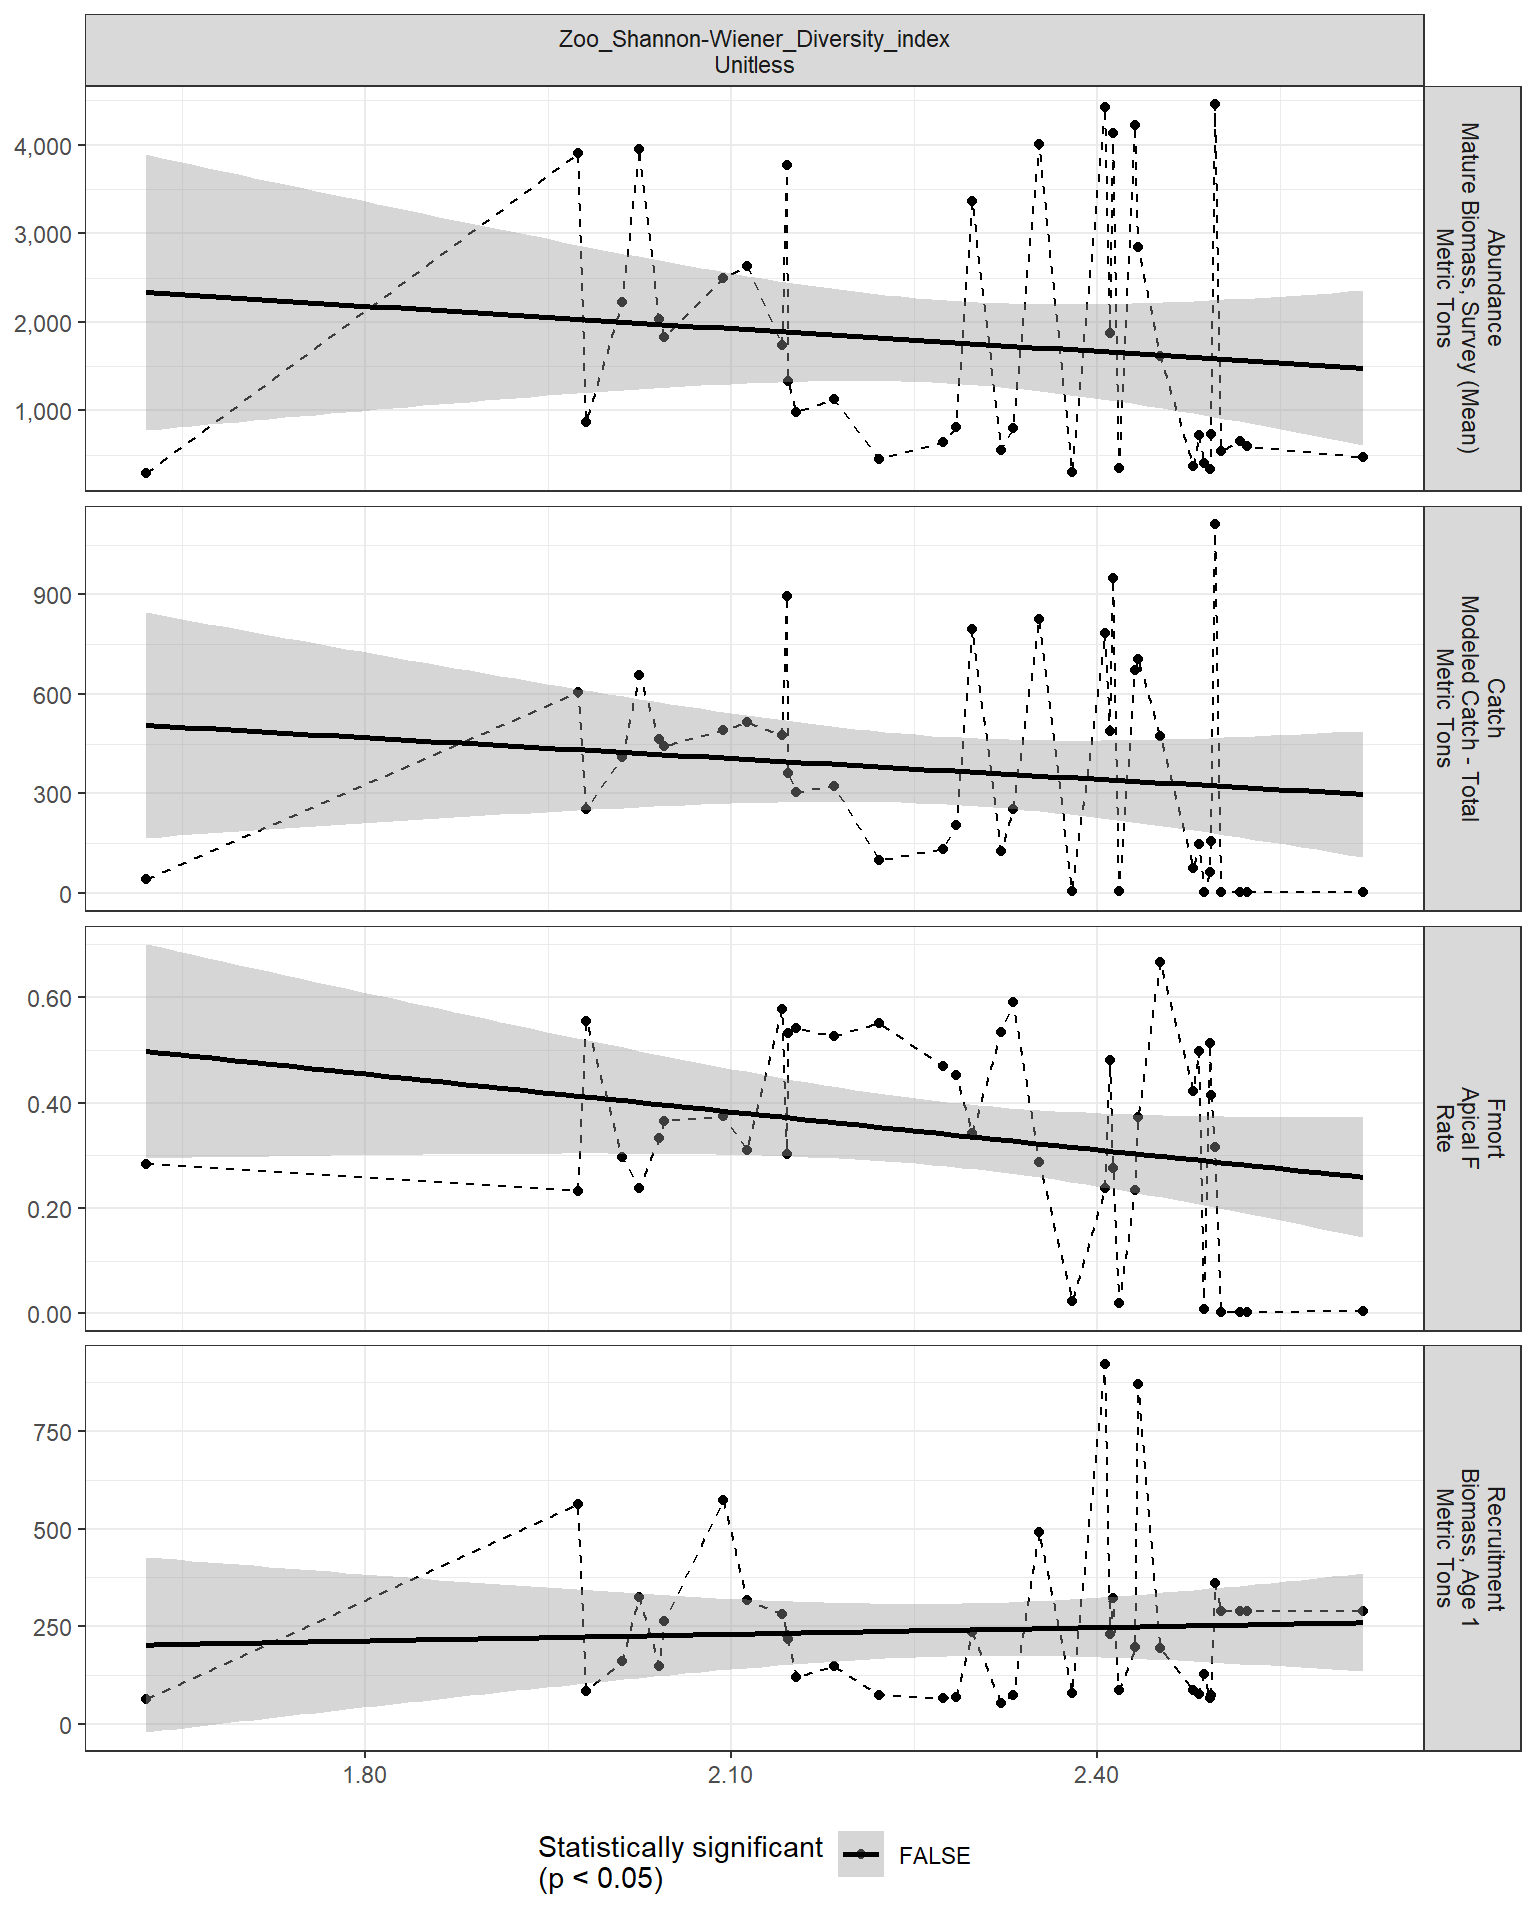 Zoo_Shannon-Wiener_Diversity_index
Unitless
4,000
3,000
2,000
1,000
Abundance
Mature Biomass, Survey (Mean)
Metric Tons
900
600
300
0
Catch
Modeled Catch - Total
Metric Tons
0.60
0.40
0.20
0.00
Fmort
Apical F
Rate
750
500
250
0
Recruitment
Biomass, Age 1
Metric Tons
1.80
2.10
2.40
Statistically significant
(p < 0.05)
FALSE